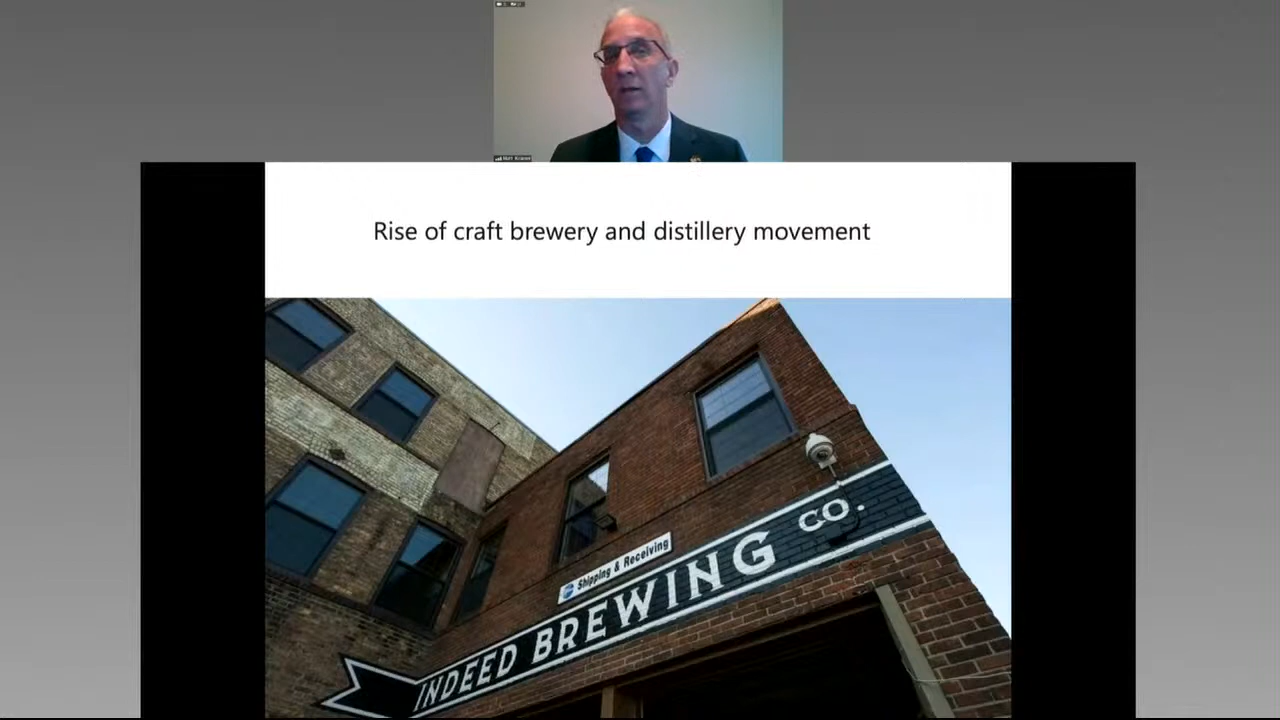 Rise of craft brewery and distillery movement
Shipping & Receiving
INDEED BREWING CO.